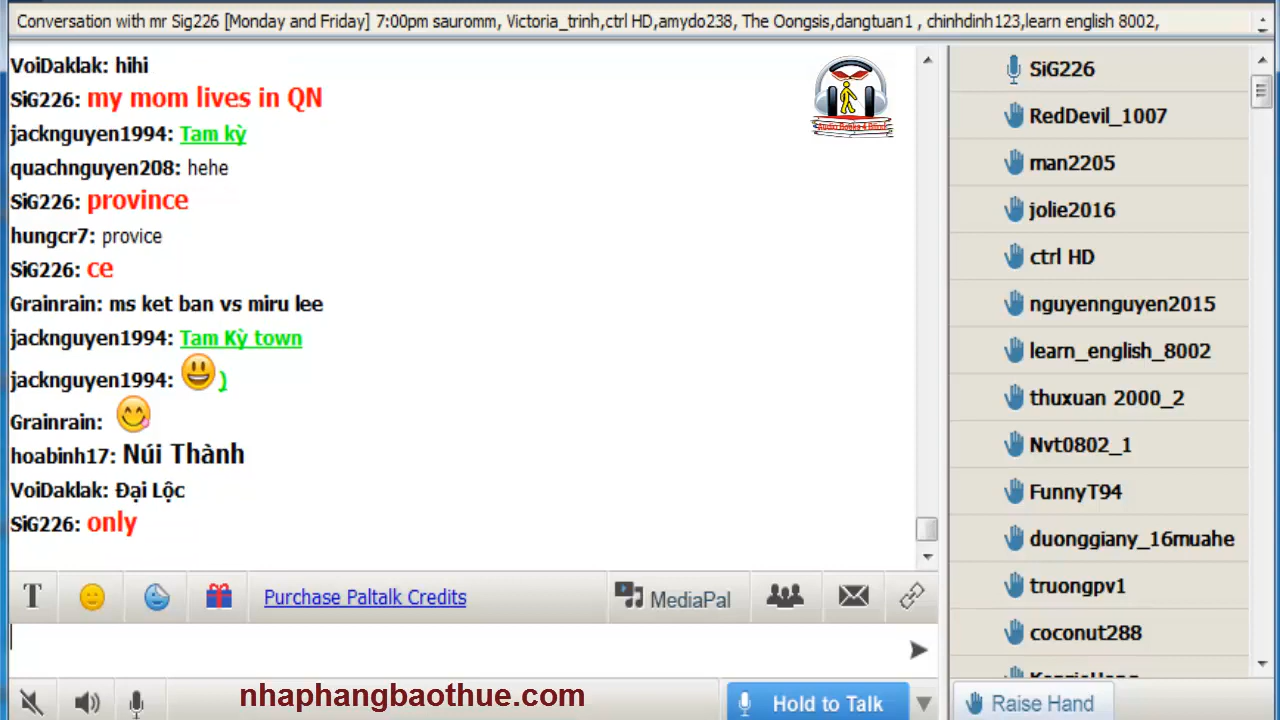 Conversation with mr Sig226 [Monday and Friday] 7:00pm sauromm, Victoria_trinh,ctrl HD,amydo238, The Oongsis,dangtuan1 , chinhdinh123,learn english 8002,
VoiDaklak: hihi
SiG226: my mom lives in QN
jacknguyen1994: Tam kỳ
quachnguyen208: hehe
SiG226: province
hungcr7: provice
SiG226: ce
Grainrain: ms ket ban vs miru lee
jacknguyen1994: Tam Kỳ town
jacknguyen1994: )
Grainrain:
hoabinh17: Núi Thành
VoiDaklak: Đại Lộc
SiG226: only
Purchase Paltalk Credits
MediaPal
nhaphangbaothue.com
Hold to Talk
SiG226
RedDevil_1007
man2205
jolie2016
ctrl HD
nguyennguyen2015
learn_english_8002
thuxuan 2000_2
Nvt0802_1
FunnyT94
duonggiany_16muahe
truongpv1
coconut288
Raise Hand